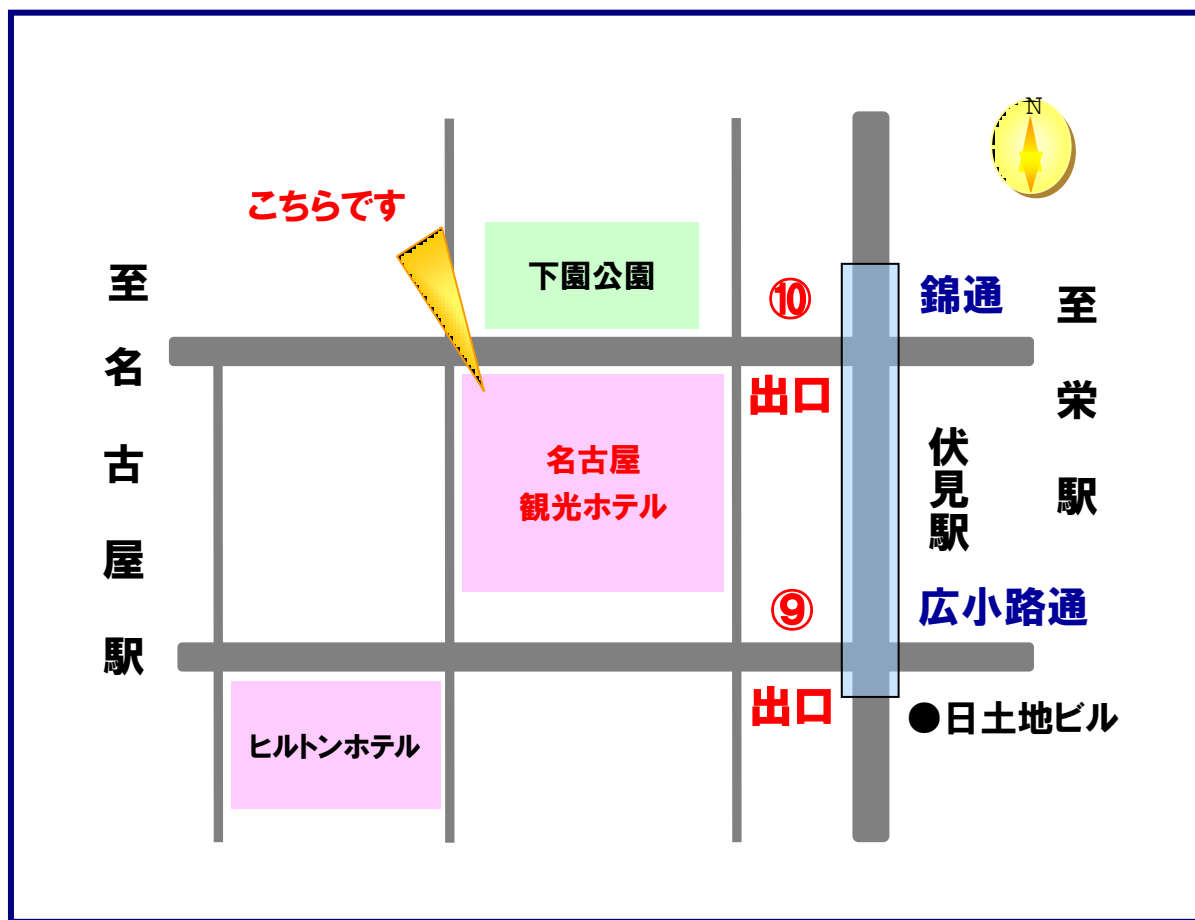 N
こちらです
至名古屋駅
下園公園
⑩
出口
錦通
至栄駅
名古屋
観光ホテル
伏見駅
⑨
出口
広小路通
ヒルトンホテル
●日土地ビル